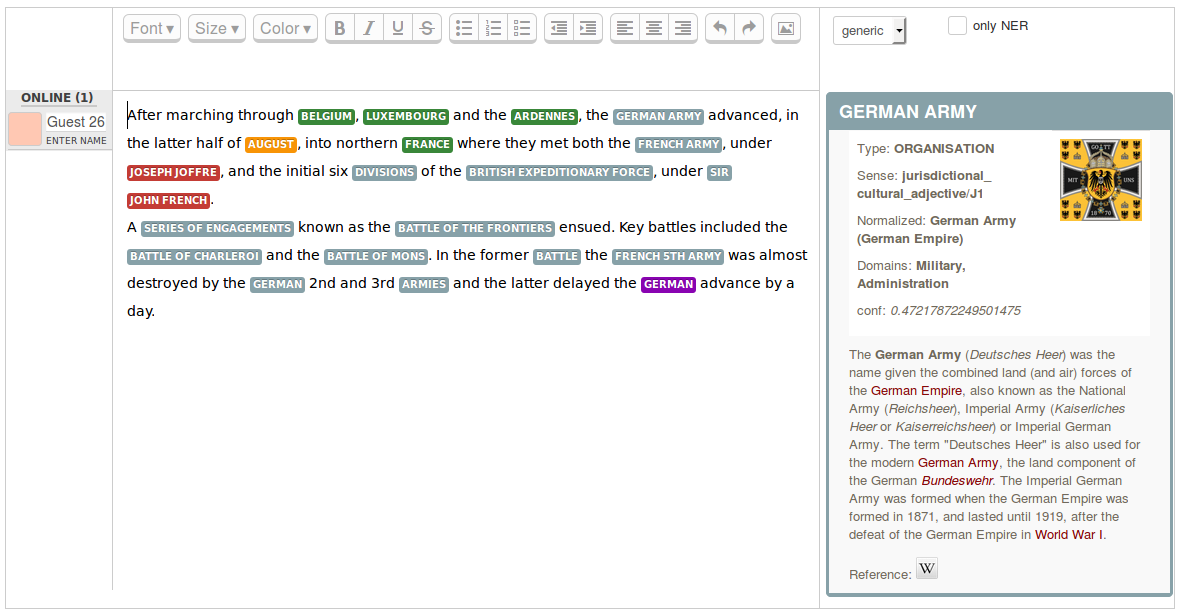 Font ▾ Size ▾ Color ▾ B I U S
generic only NER
ONLINE (1)
Guest 26
ENTER NAME
After marching through BELGIUM, LUXEMBOURG and the ARDENNES, the GERMAN ARMY advanced, in
the latter half of AUGUST, into northern FRANCE where they met both the FRENCH ARMY, under
JOSEPH JOFFRE, and the initial six DIVISIONS of the BRITISH EXPEDITIONARY FORCE, under SIR
JOHN FRENCH.
A SERIES OF ENGAGEMENTS known as the BATTLE OF THE FRONTIERS ensued. Key battles included the
BATTLE OF CHARLEROI and the BATTLE OF MONS. In the former BATTLE the FRENCH 5TH ARMY was almost
destroyed by the GERMAN 2nd and 3rd ARMIES and the latter delayed the GERMAN advance by a
day.
GERMAN ARMY
Type: ORGANISATION
Sense: jurisdictional_
cultural_adjective/J1
Normalized: German Army
(German Empire)
Domains: Military,
Administration
conf: 0.47217872249501475
GOTT
MIT UNS
1870
The German Army (Deutsches Heer) was the
name given the combined land (and air) forces of
the German Empire, also known as the National
Army (Reichsheer), Imperial Army (Kaiserliches
Heer or Kaiserreichsheer) or Imperial German
Army. The term "Deutsches Heer" is also used for
the modern German Army, the land component of
the German Bundeswehr. The Imperial German
Army was formed when the German Empire was
formed in 1871, and lasted until 1919, after the
defeat of the German Empire in World War I.
Reference: W